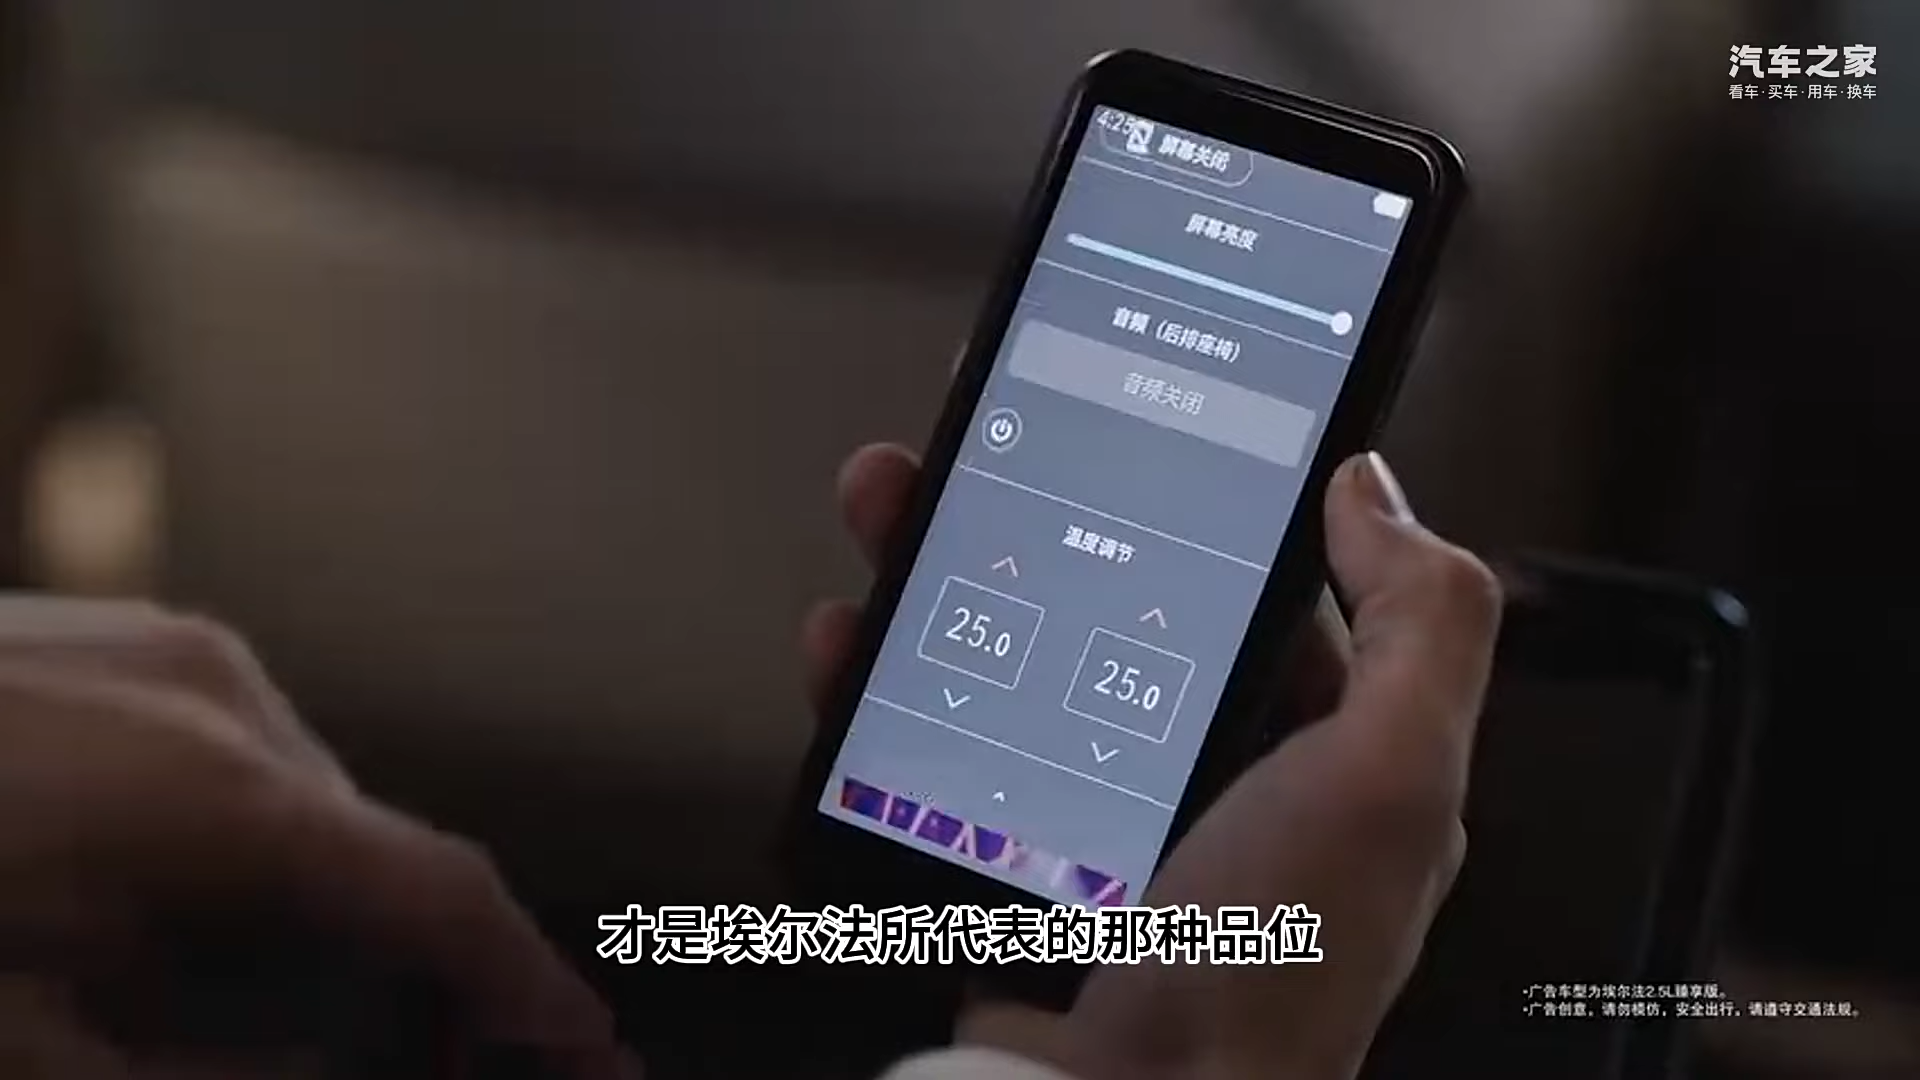 汽车之家
看车·买车·用车·换车
4:25
屏幕关闭
屏幕亮度
音频（后排座椅）
音频关闭
温度调节
25.0
25.0
才是埃尔法所代表的那种品位
•广告车型为埃尔法2.5L臻享版。
•广告创意，请勿模仿，安全出行，请遵守交通法规。